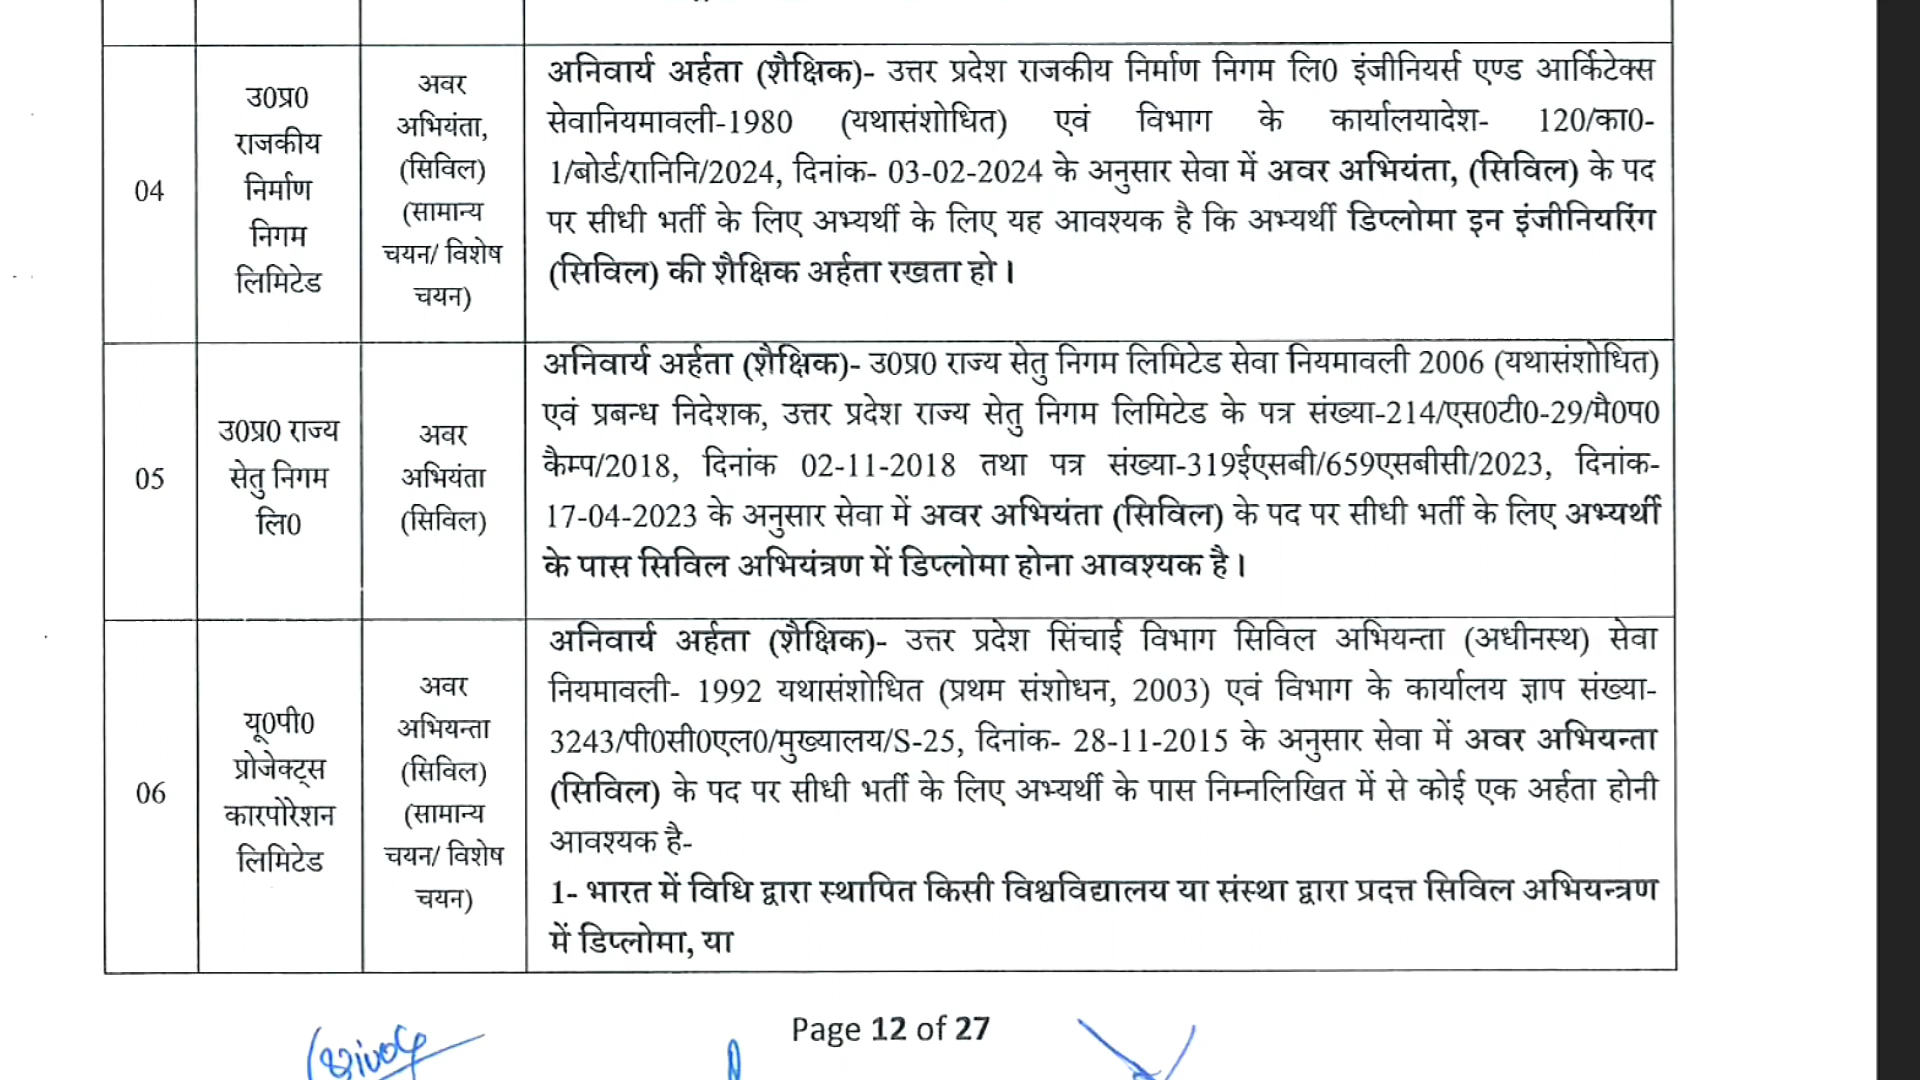 04
उ0प्र0
राजकीय
निर्माण
निगम
लिमिटेड
अवर
अभियंता,
(सिविल)
(सामान्य
चयन/ विशेष
चयन)
अनिवार्य अर्हता (शैक्षिक)- उत्तर प्रदेश राजकीय निर्माण निगम लि0 इंजीनियर्स एण्ड आर्किटेक्स
सेवानियमावली-1980 (यथासंशोधित) एवं विभाग के कार्यालयादेश- 120/का0-
1/बोर्ड/रानिनि/2024, दिनांक- 03-02-2024 के अनुसार सेवा में अवर अभियंता, (सिविल) के पद
पर सीधी भर्ती के लिए अभ्यर्थी के लिए यह आवश्यक है कि अभ्यर्थी डिप्लोमा इन इंजीनियरिंग
(सिविल) की शैक्षिक अर्हता रखता हो।
05
उ0प्र0 राज्य
सेतु निगम
लि0
अवर
अभियंता
(सिविल)
अनिवार्य अर्हता (शैक्षिक)- उ0प्र0 राज्य सेतु निगम लिमिटेड सेवा नियमावली 2006 (यथासंशोधित)
एवं प्रबन्ध निदेशक, उत्तर प्रदेश राज्य सेतु निगम लिमिटेड के पत्र संख्या-214/एस0टी0-29/मै0प0
कैम्प/2018, दिनांक 02-11-2018 तथा पत्र संख्या-319ईएसबी/659एसबीसी/2023, दिनांक-
17-04-2023 के अनुसार सेवा में अवर अभियंता (सिविल) के पद पर सीधी भर्ती के लिए अभ्यर्थी
के पास सिविल अभियंत्रण में डिप्लोमा होना आवश्यक है।
06
यू0पी0
प्रोजेक्ट्स
कारपोरेशन
लिमिटेड
अवर
अभियन्ता
(सिविल)
(सामान्य
चयन/ विशेष
चयन)
अनिवार्य अर्हता (शैक्षिक)- उत्तर प्रदेश सिंचाई विभाग सिविल अभियन्ता (अधीनस्थ) सेवा
नियमावली- 1992 यथासंशोधित (प्रथम संशोधन, 2003) एवं विभाग के कार्यालय ज्ञाप संख्या-
3243/पी0सी0एल0/मुख्यालय/S-25, दिनांक- 28-11-2015 के अनुसार सेवा में अवर अभियन्ता
(सिविल) के पद पर सीधी भर्ती के लिए अभ्यर्थी के पास निम्नलिखित में से कोई एक अर्हता होनी
आवश्यक है-
1- भारत में विधि द्वारा स्थापित किसी विश्वविद्यालय या संस्था द्वारा प्रदत्त सिविल अभियन्त्रण
में डिप्लोमा, या
Page 12 of 27